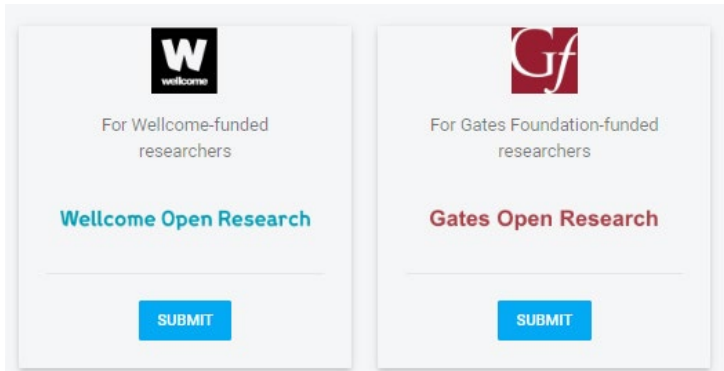 W
wellcome
For Wellcome-funded
researchers
Wellcome Open Research
SUBMIT
Gf
For Gates Foundation-funded
researchers
Gates Open Research
SUBMIT